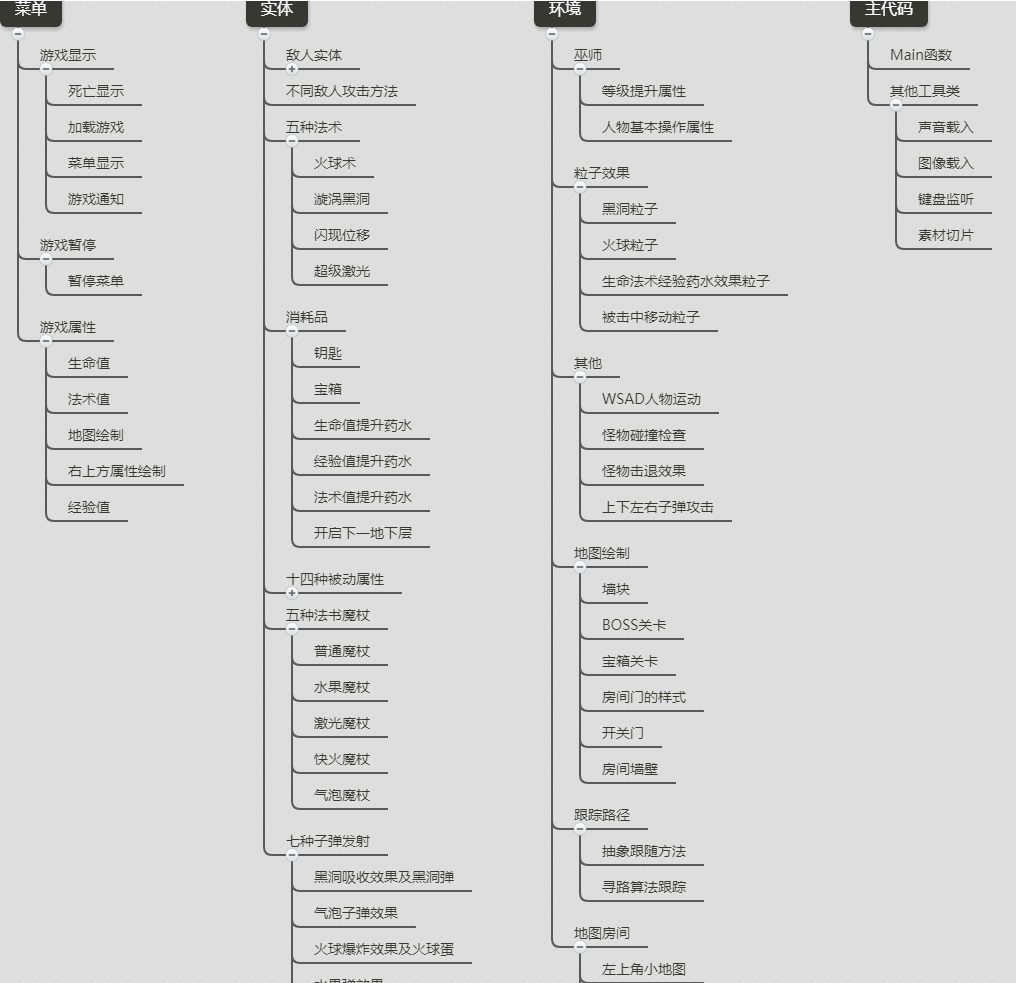 菜单
游戏显示
死亡显示
加载游戏
菜单显示
游戏通知
游戏暂停
暂停菜单
游戏属性
生命值
法术值
地图绘制
右上方属性绘制
经验值
实体
敌人实体
不同敌人攻击方法
五种法术
火球术
漩涡黑洞
闪现位移
超级激光
消耗品
钥匙
宝箱
生命值提升药水
经验值提升药水
法术值提升药水
开启下一地下层
十四种被动属性
五种法书魔杖
普通魔杖
水果魔杖
激光魔杖
快火魔杖
气泡魔杖
七种子弹发射
黑洞吸收效果及黑洞弹
气泡子弹效果
火球爆炸效果及火球蛋
水果弹效果
环境
巫师
等级提升属性
人物基本操作属性
粒子效果
黑洞粒子
火球粒子
生命法术经验药水效果粒子
被击中移动粒子
其他
WSAD人物运动
怪物碰撞检查
怪物击退效果
上下左右子弹攻击
地图绘制
墙块
BOSS关卡
宝箱关卡
房间门的样式
开关门
房间墙壁
跟踪路径
抽象跟随方法
寻路算法跟踪
地图房间
左上角小地图
主代码
Main函数
其他工具类
声音载入
图像载入
键盘监听
素材切片